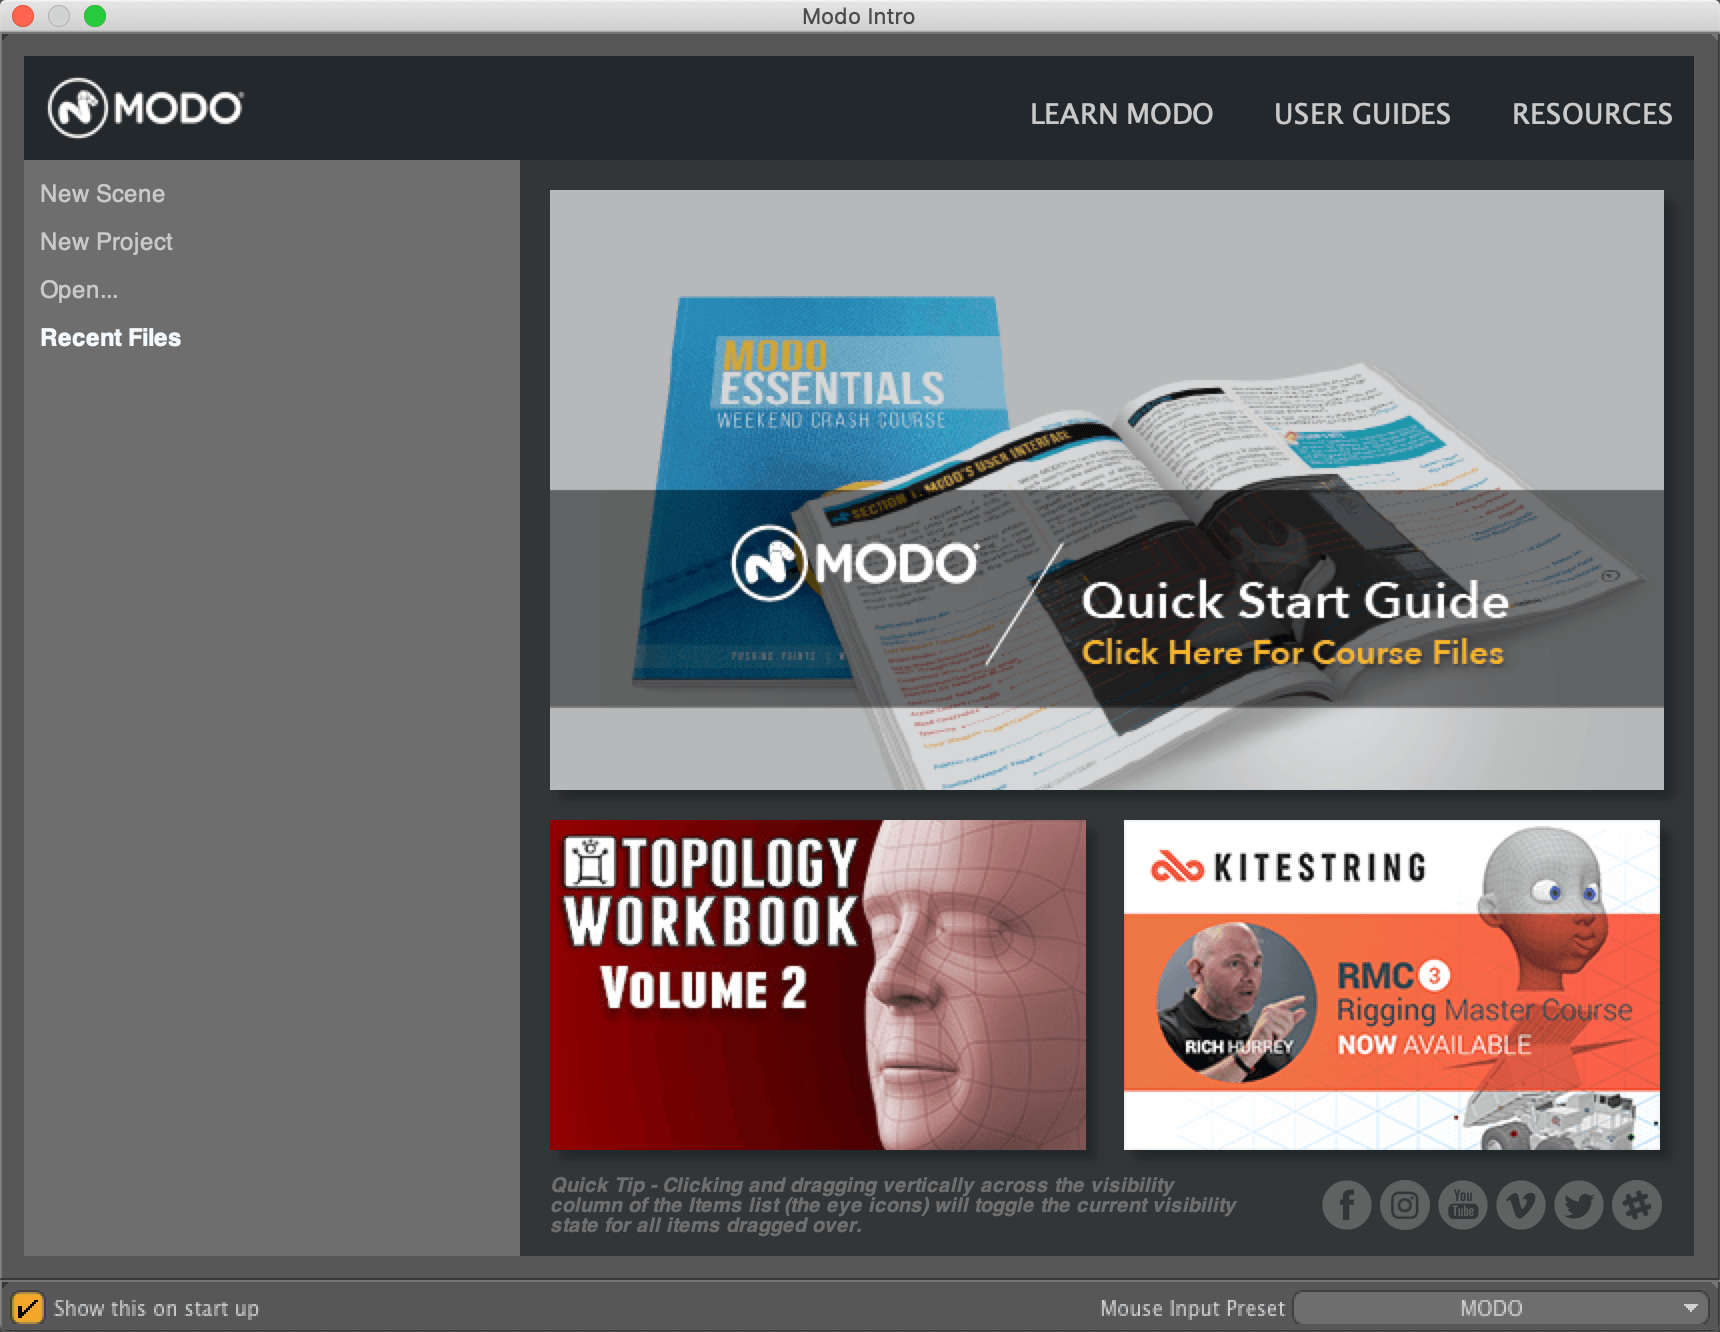 Modo Intro
MODO
LEARN MODO
USER GUIDES
RESOURCES
New Scene
New Project
Open...
Recent Files
MODO
ESSENTIALS
WEEKEND CRASH COURSE
SECTION 1: MODO'S USER INTERFACE
MODO
Quick Start Guide
Click Here For Course Files
TOPOLOGY
WORKBOOK
VOLUME 2
KITESTRING
RMC 3
Rigging Master Course
NOW AVAILABLE
RICH HURREY
Quick Tip - Clicking and dragging vertically across the visibility
column of the Items list (the eye icons) will toggle the current visibility
state for all items dragged over.
You
Tube
Show this on start up
Mouse Input Preset
MODO